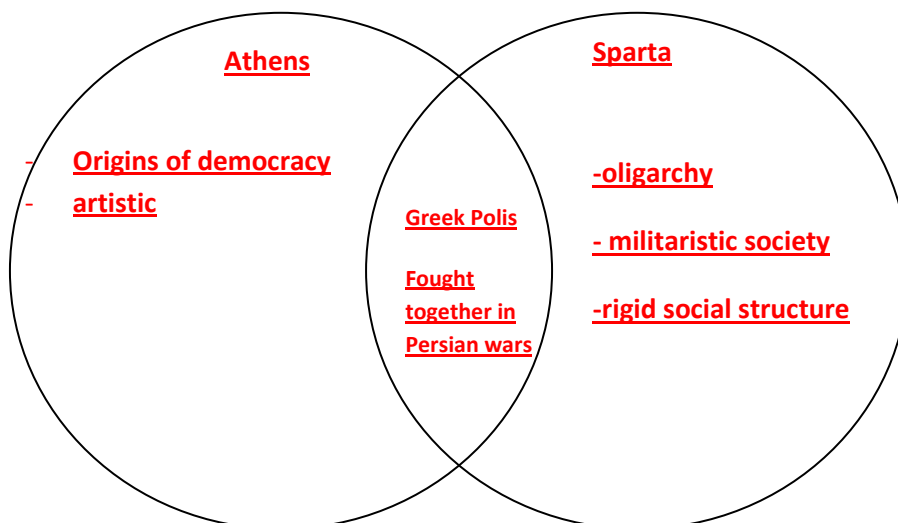 Athens
- Origins of democracy
- artistic
Greek Polis
Fought
together in
Persian wars
Sparta
-oligarchy
- militaristic society
-rigid social structure